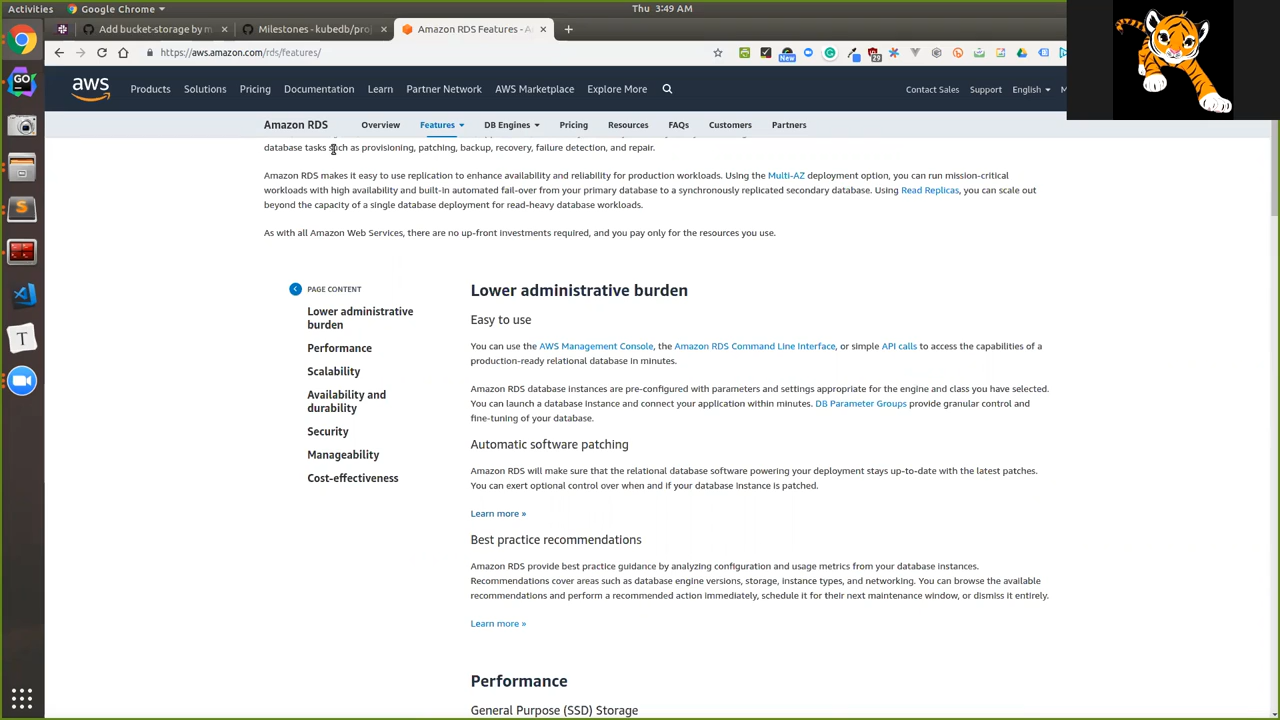 Activities
Google Chrome
Thu 3:49 AM
Add bucket-storage by m
Milestones · kubedb/proj
Amazon RDS Features - A
https://aws.amazon.com/rds/features/
New
29
aws
Products
Solutions
Pricing
Documentation
Learn
Partner Network
AWS Marketplace
Explore More
Contact Sales
Support
English
M
Amazon RDS
Overview
Features
DB Engines
Pricing
Resources
FAQs
Customers
Partners
database tasks such as provisioning, patching, backup, recovery, failure detection, and repair.
Amazon RDS makes it easy to use replication to enhance availability and reliability for production workloads. Using the Multi-AZ deployment option, you can run mission-critical
workloads with high availability and built-in automated fail-over from your primary database to a synchronously replicated secondary database. Using Read Replicas, you can scale out
beyond the capacity of a single database deployment for read-heavy database workloads.
As with all Amazon Web Services, there are no up-front investments required, and you pay only for the resources you use.
PAGE CONTENT
Lower administrative
burden
Performance
Scalability
Availability and
durability
Security
Manageability
Cost-effectiveness
Lower administrative burden
Easy to use
You can use the AWS Management Console, the Amazon RDS Command Line Interface, or simple API calls to access the capabilities of a
production-ready relational database in minutes.
Amazon RDS database instances are pre-configured with parameters and settings appropriate for the engine and class you have selected.
You can launch a database instance and connect your application within minutes. DB Parameter Groups provide granular control and
fine-tuning of your database.
Automatic software patching
Amazon RDS will make sure that the relational database software powering your deployment stays up-to-date with the latest patches.
You can exert optional control over when and if your database instance is patched.
Learn more »
Best practice recommendations
Amazon RDS provide best practice guidance by analyzing configuration and usage metrics from your database instances.
Recommendations cover areas such as database engine versions, storage, instance types, and networking. You can browse the available
recommendations and perform a recommended action immediately, schedule it for their next maintenance window, or dismiss it entirely.
Learn more »
Performance
General Purpose (SSD) Storage
GO
S
T